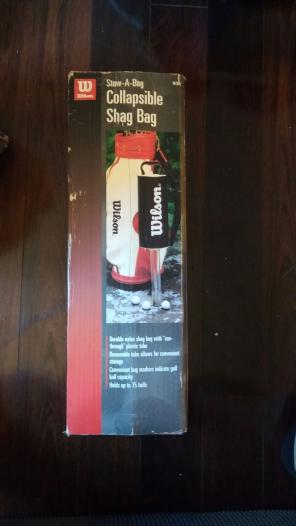 Wilson
Stow-A-Bag
Collapsible
Shag Bag
Wilson
Wilson.
Durable nylon shag bag with "see-
through" plastic tube
Removable tube allows for convenient
storage
Convenient bag markers indicate golf
ball capacity
Holds up to 75 balls